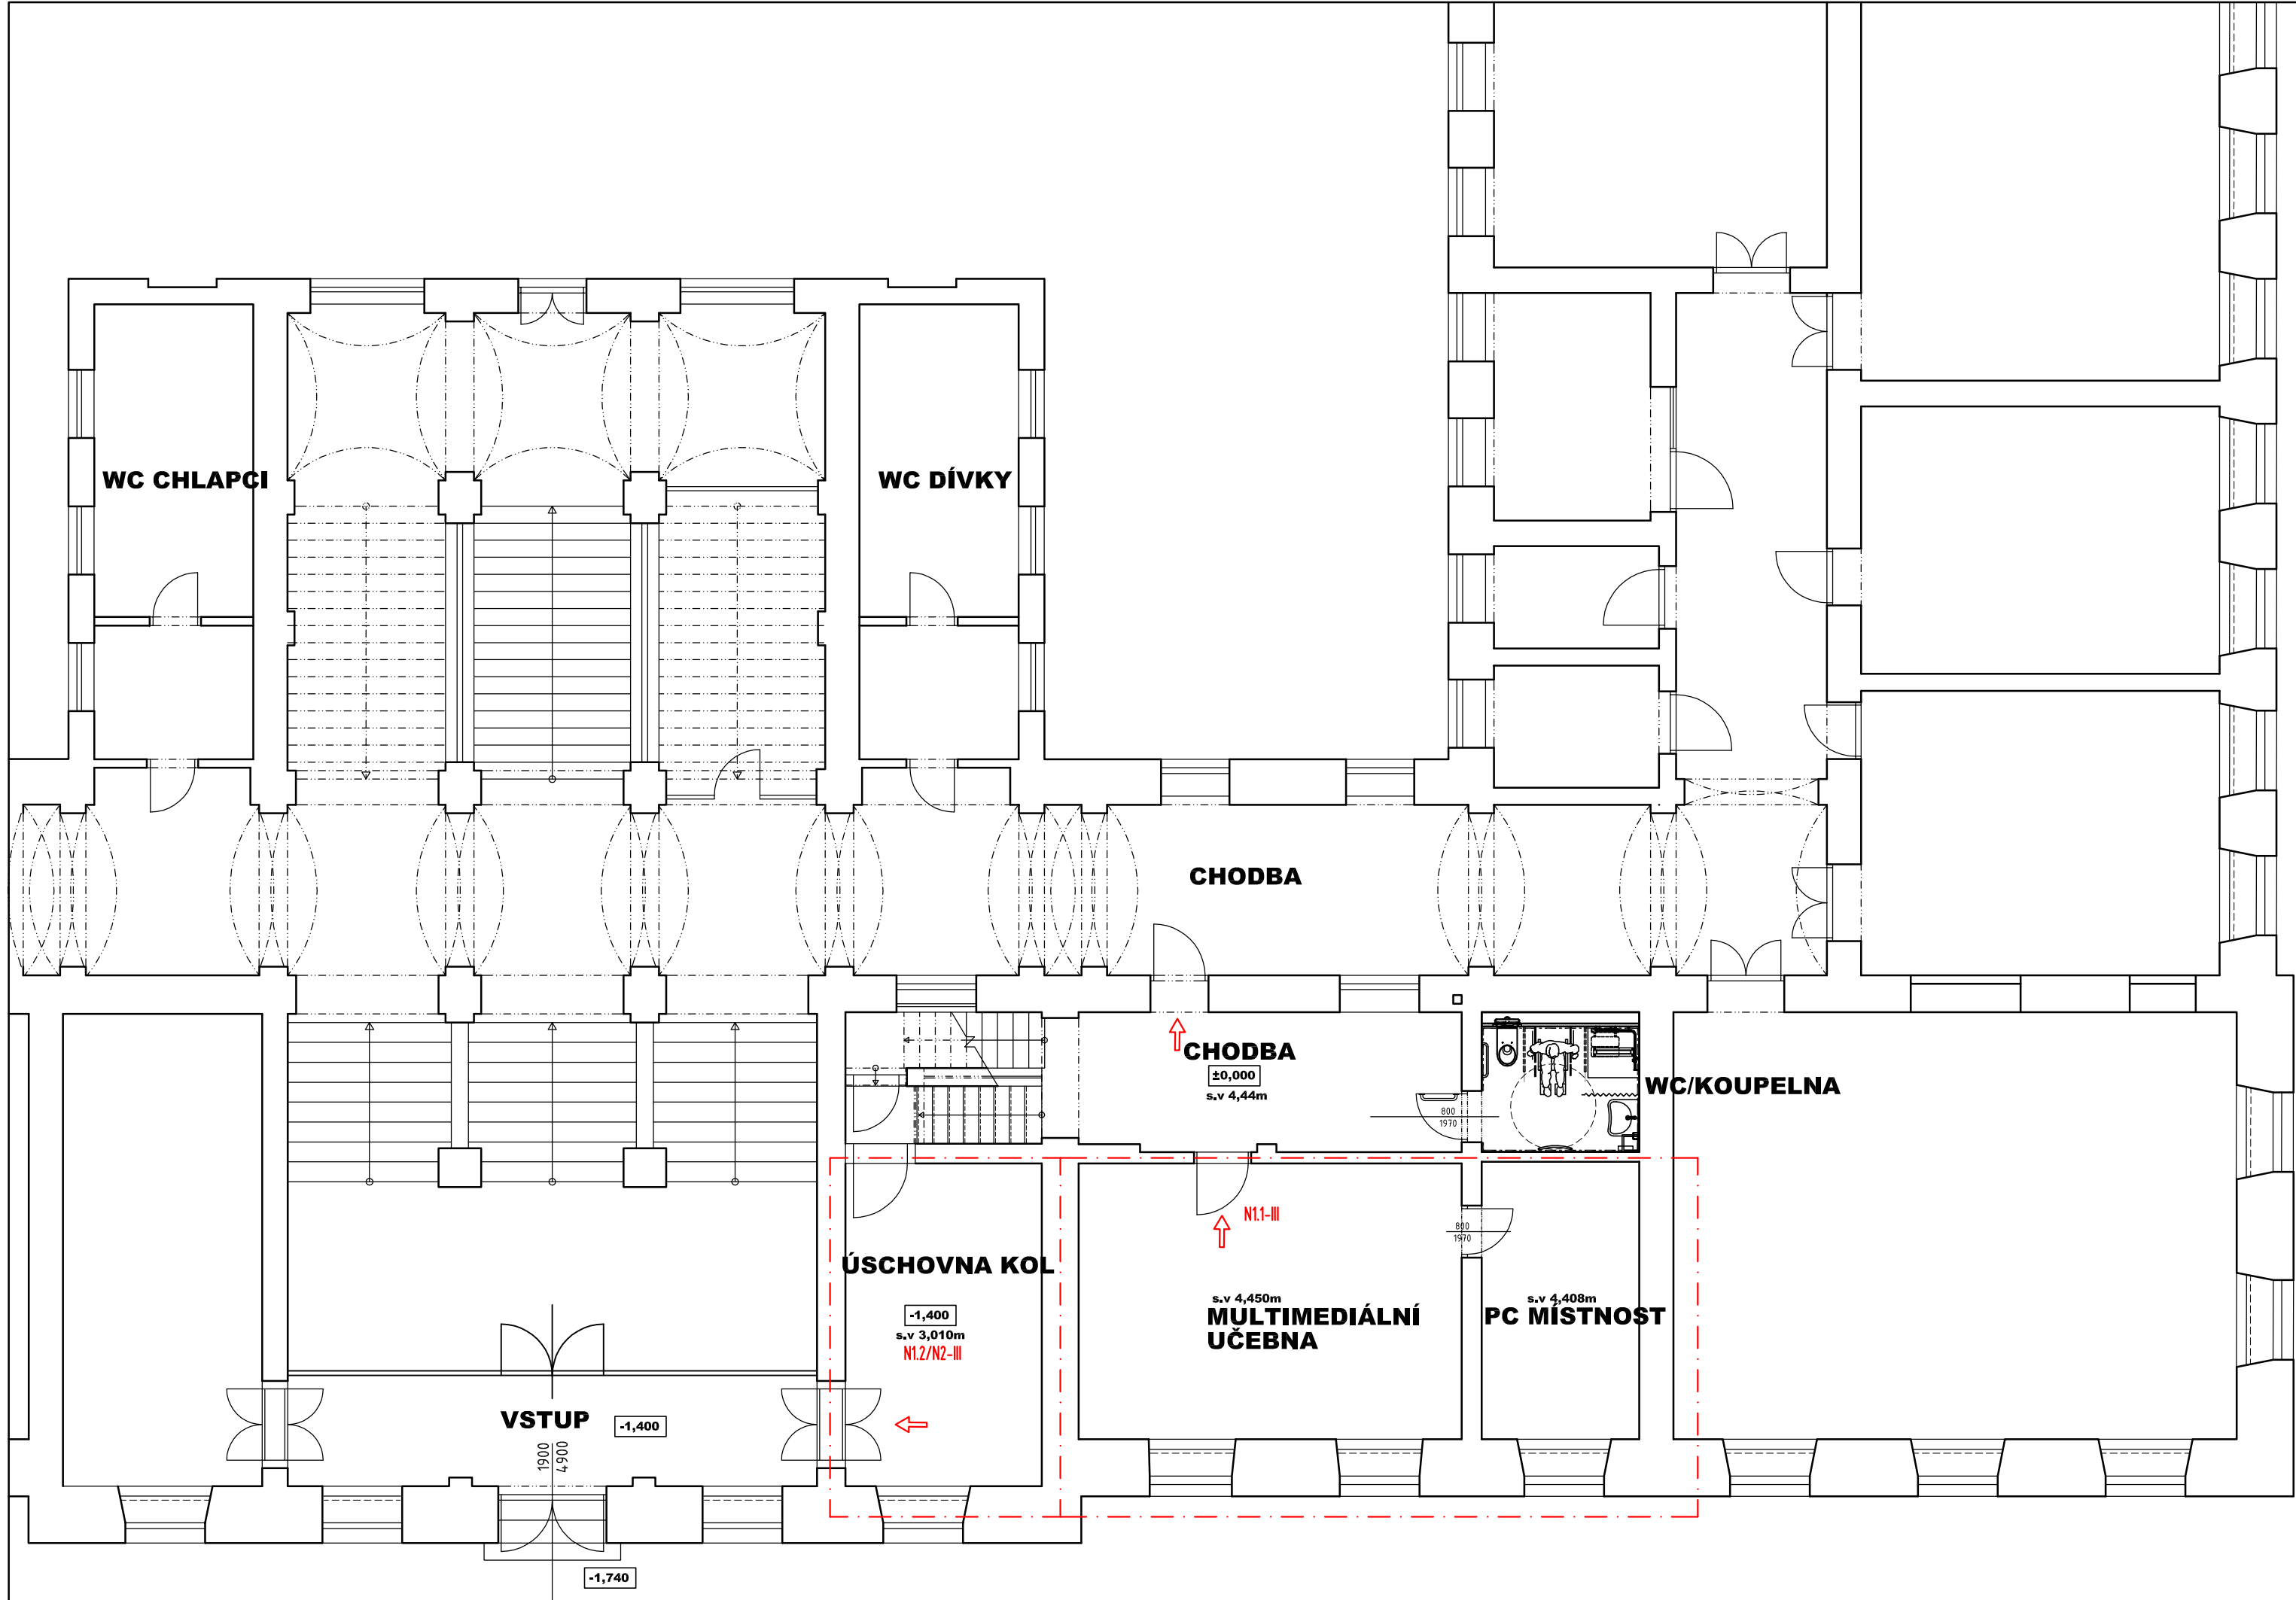 WC CHLAPCI
WC DÍVKY
CHODBA
CHODBA
±0,000
s.v 4,44m
WC/KOUPELNA
800
1970
N1.1-III
800
1970
ÚSCHOVNA KOL
-1,400
s.v 3,010m
N1.2/N2-III
s.v 4,450m
MULTIMEDIÁLNÍ
UČEBNA
s.v 4,408m
PC MÍSTNOST
VSTUP
-1,400
1900
4900
-1,740